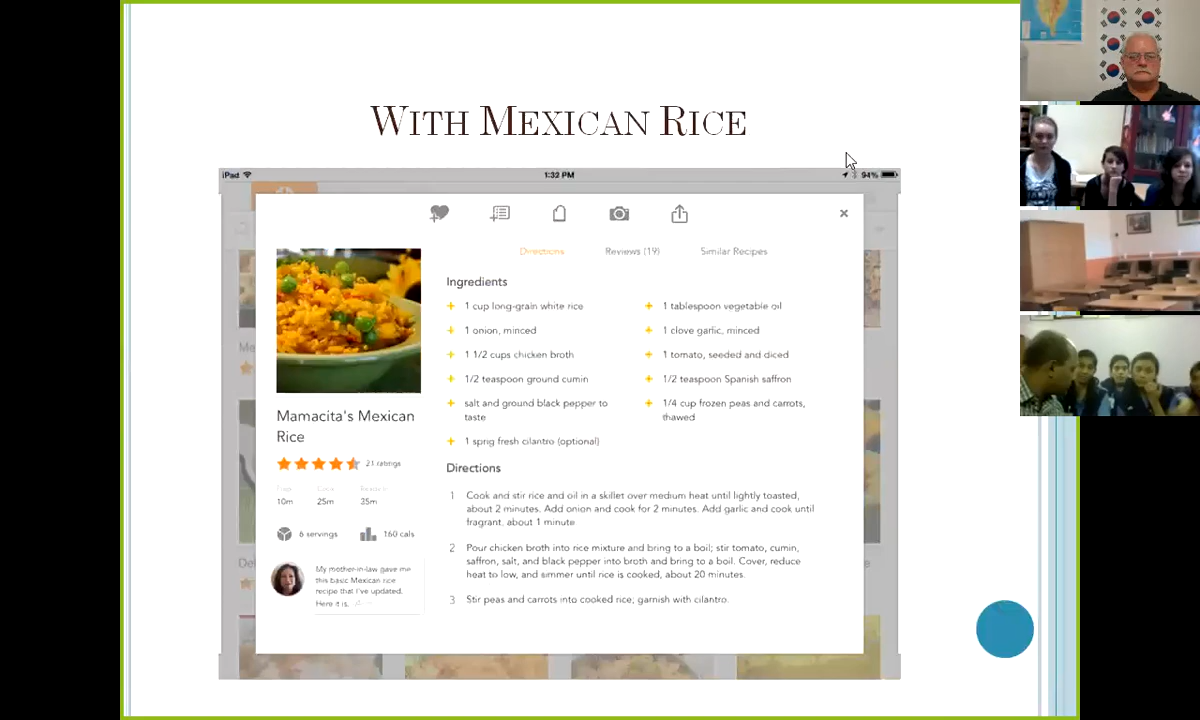 WITH MEXICAN RICE
iPad
1:32 PM
94%
Directions
Reviews (19)
Similar Recipes
Ingredients
1 cup long-grain white rice
1 tablespoon vegetable oil
1 onion, minced
1 clove garlic, minced
1 1/2 cups chicken broth
1 tomato, seeded and diced
1/2 teaspoon ground cumin
1/2 teaspoon Spanish saffron
salt and ground black pepper to
taste
1/4 cup frozen peas and carrots,
thawed
1 sprig fresh cilantro (optional)
Mamacita's Mexican
Rice
21 ratings
10m
25m
35m
6 servings
160 cals
My mother-in-law gave me
this basic Mexican rice
recipe that I've updated.
Here it is.
Directions
1 Cook and stir rice and oil in a skillet over medium heat until lightly toasted,
about 2 minutes. Add onion and cook for 2 minutes. Add garlic and cook until
fragrant, about 1 minute
2 Pour chicken broth into rice mixture and bring to a boil; stir tomato, cumin,
saffron, salt, and black pepper into broth and bring to a boil. Cover, reduce
heat to low, and simmer until rice is cooked, about 20 minutes.
3 Stir peas and carrots into cooked rice; garnish with cilantro.